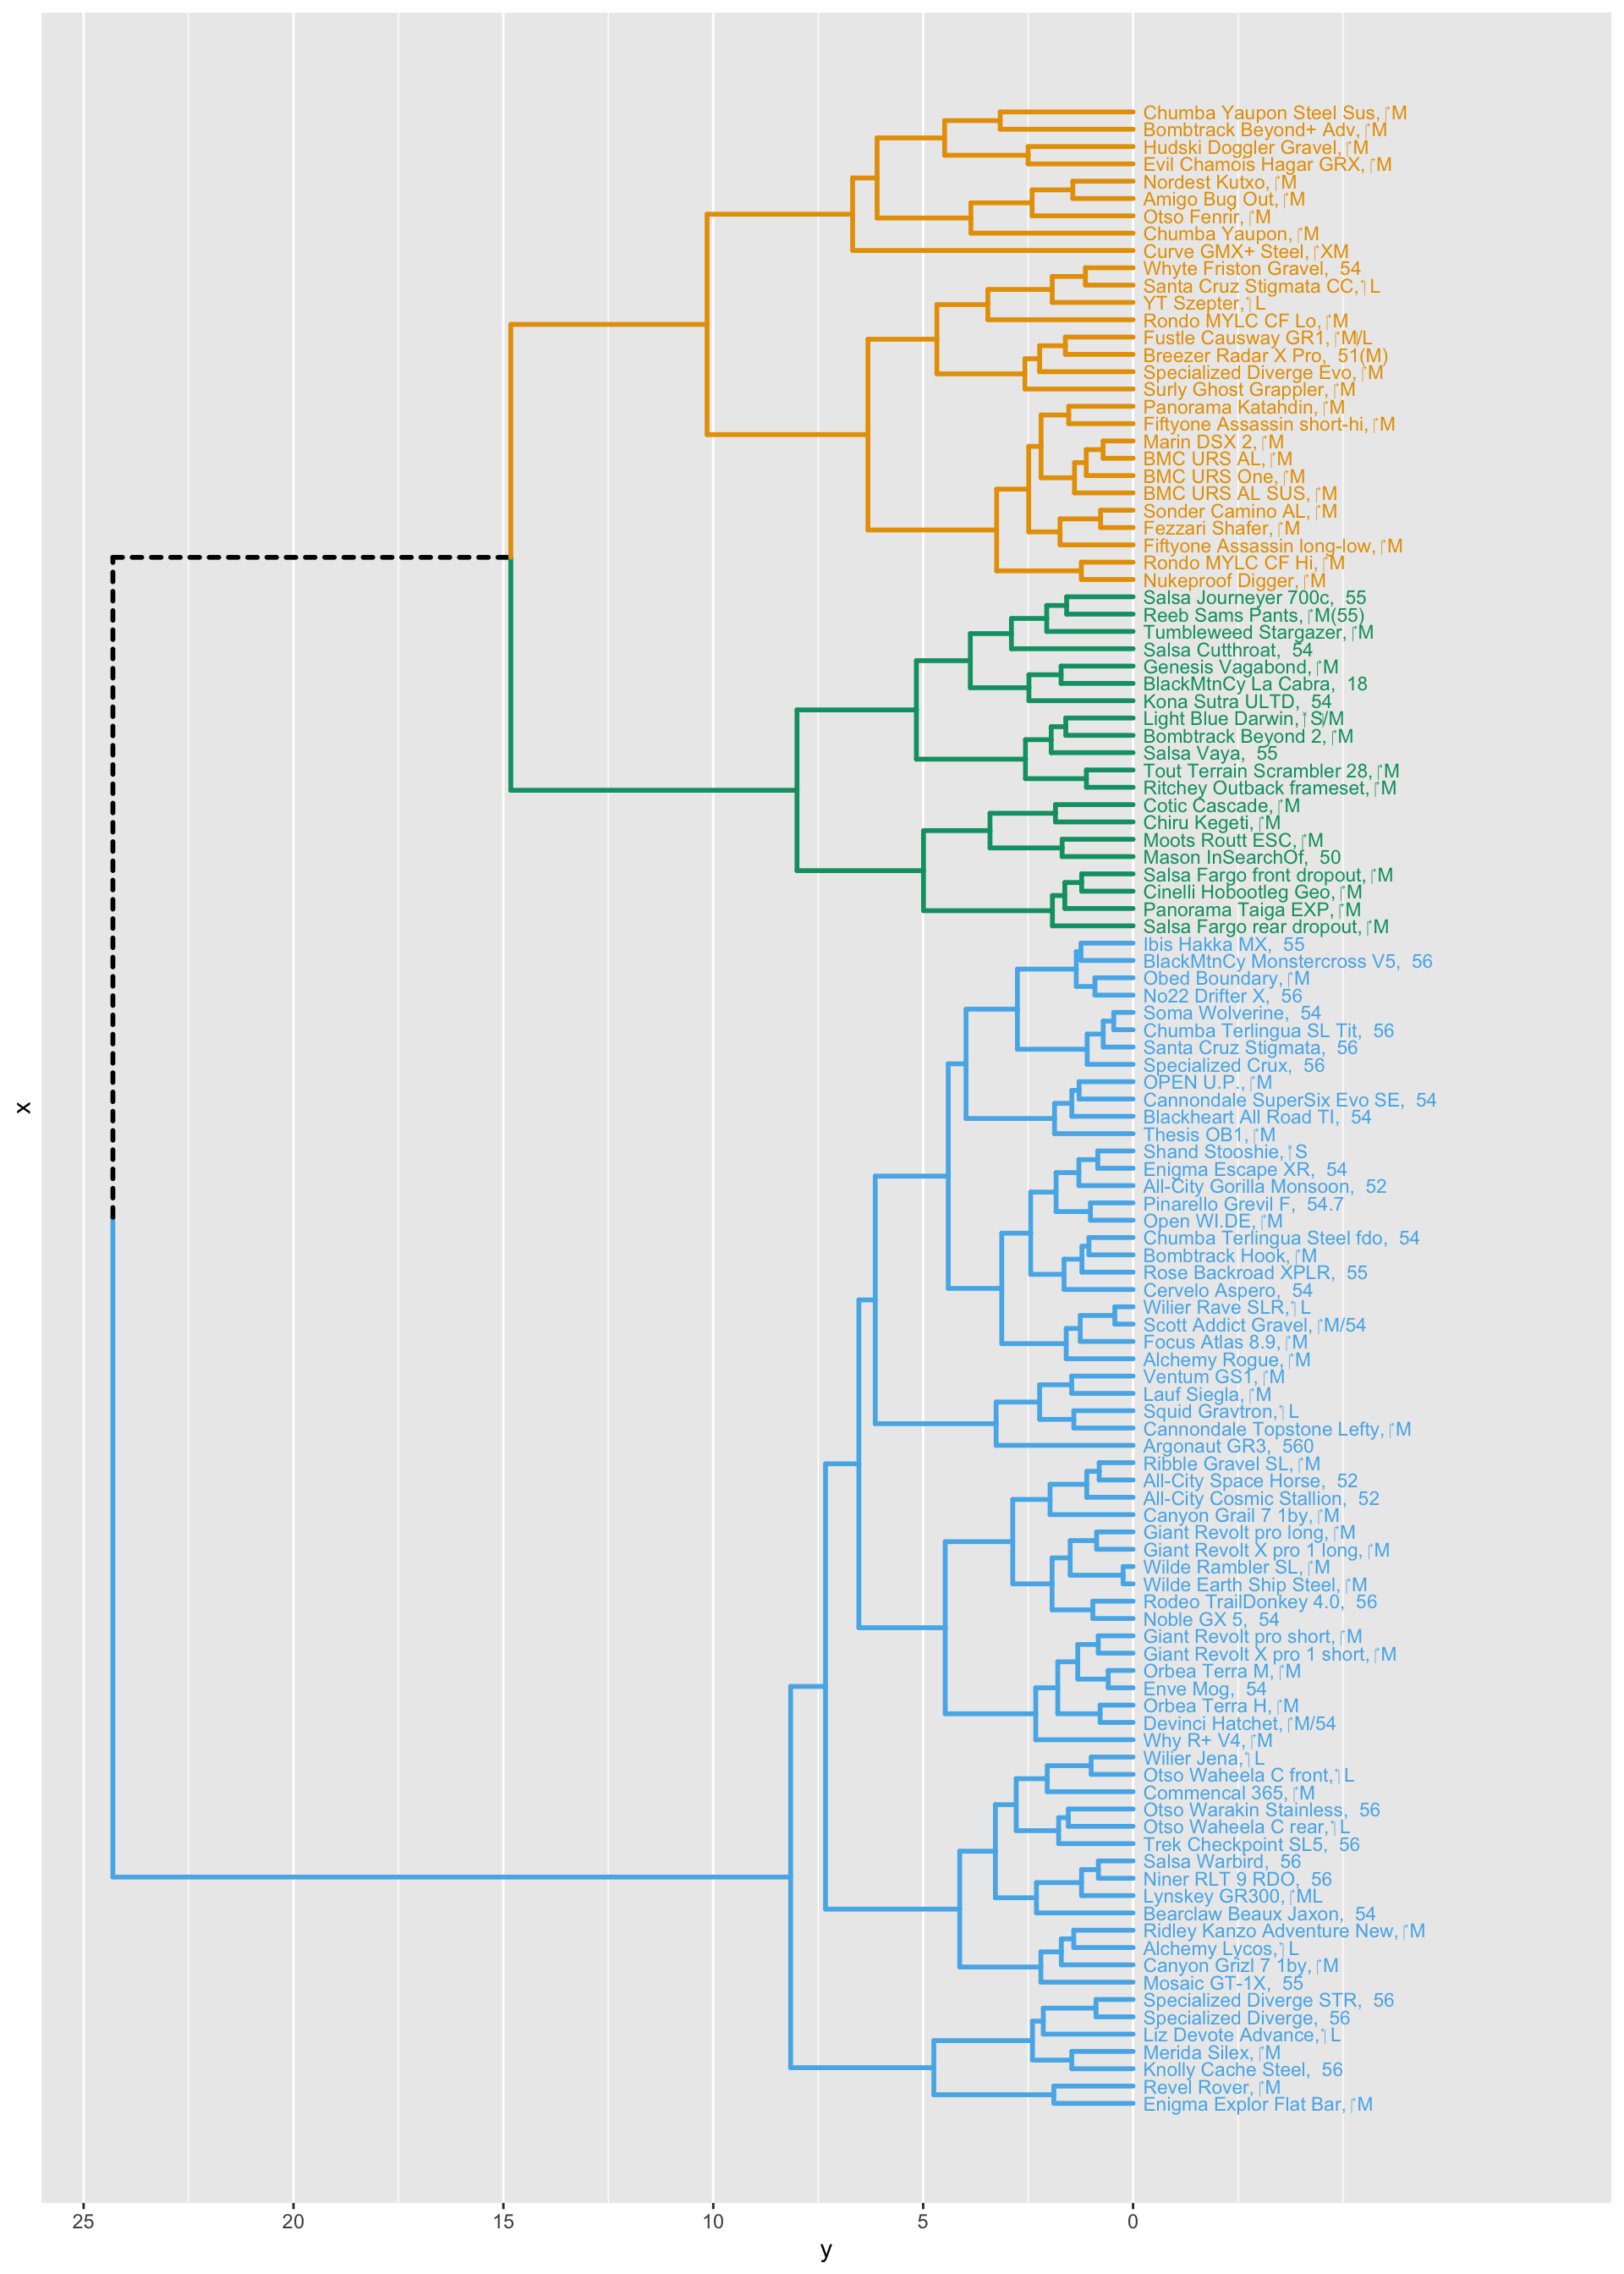 Chumba Yaupon Steel Sus, M
Bombtrack Beyond+ Adv, M
Hudski Doggler Gravel, M
Evil Chamois Hagar GRX, M
Nordest Kutxo, M
Amigo Bug Out, M
Otso Fenrir, M
Chumba Yaupon, M
Curve GMX+ Steel, XM
Whyte Friston Gravel, 54
Santa Cruz Stigmata CC, L
YT Szepter, L
Rondo MYLC CF Lo, M
Fustle Causway GR1, M/L
Breezer Radar X Pro, 51(M)
Specialized Diverge Evo, M
Surly Ghost Grappler, M
Panorama Katahdin, M
Fiftyone Assassin short-hi, M
Marin DSX 2, M
BMC URS AL, M
BMC URS One, M
BMC URS AL SUS, M
Sonder Camino AL, M
Fezzari Shafer, M
Fiftyone Assassin long-low, M
Rondo MYLC CF Hi, M
Nukeproof Digger, M
Salsa Journeyer 700c, 55
Reeb Sams Pants, M(55)
Tumbleweed Stargazer, M
Salsa Cutthroat, 54
Genesis Vagabond, M
BlackMtnCy La Cabra, 18
Kona Sutra ULTD, 54
Light Blue Darwin, S/M
Bombtrack Beyond 2, M
Salsa Vaya, 55
Tout Terrain Scrambler 28, M
Ritchey Outback frameset, M
Cotic Cascade, M
Chiru Kegeti, M
Moots Routt ESC, M
Mason InSearchOf, 50
Salsa Fargo front dropout, M
Cinelli Hobootleg Geo, M
Panorama Taiga EXP, M
Salsa Fargo rear dropout, M
Ibis Hakka MX, 55
BlackMtnCy Monstercross V5, 56
Obed Boundary, M
No22 Drifter X, 56
Soma Wolverine, 54
Chumba Terlingua SL Tit, 56
Santa Cruz Stigmata, 56
Specialized Crux, 56
OPEN U.P., M
Cannondale SuperSix Evo SE, 54
Blackheart All Road TI, 54
Thesis OB1, M
Shand Stooshie, S
Enigma Escape XR, 54
All-City Gorilla Monsoon, 52
Pinarello Grevil F, 54.7
Open WI.DE, M
Chumba Terlingua Steel fdo, 54
Bombtrack Hook, M
Rose Backroad XPLR, 55
Cervelo Aspero, 54
Wilier Rave SLR, L
Scott Addict Gravel, M/54
Focus Atlas 8.9, M
Alchemy Rogue, M
Ventum GS1, M
Lauf Siegla, M
Squid Gravtron, L
Cannondale Topstone Lefty, M
Argonaut GR3, 560
Ribble Gravel SL, M
All-City Space Horse, 52
All-City Cosmic Stallion, 52
Canyon Grail 7 1by, M
Giant Revolt pro long, M
Giant Revolt X pro 1 long, M
Wilde Rambler SL, M
Wilde Earth Ship Steel, M
Rodeo TrailDonkey 4.0, 56
Noble GX 5, 54
Giant Revolt pro short, M
Giant Revolt X pro 1 short, M
Orbea Terra M, M
Enve Mog, 54
Orbea Terra H, M
Devinci Hatchet, M/54
Why R+ V4, M
Wilier Jena, L
Otso Waheela C front, L
Commencal 365, M
Otso Warakin Stainless, 56
Otso Waheela C rear, L
Trek Checkpoint SL5, 56
Salsa Warbird, 56
Niner RLT 9 RDO, 56
Lynskey GR300, ML
Bearclaw Beaux Jaxon, 54
Ridley Kanzo Adventure New, M
Alchemy Lycos, L
Canyon Grizl 7 1by, M
Mosaic GT-1X, 55
Specialized Diverge STR, 56
Specialized Diverge, 56
Liz Devote Advance, L
Merida Silex, M
Knolly Cache Steel, 56
Revel Rover, M
Enigma Explor Flat Bar, M
x
25 20 15 10 5 0
y